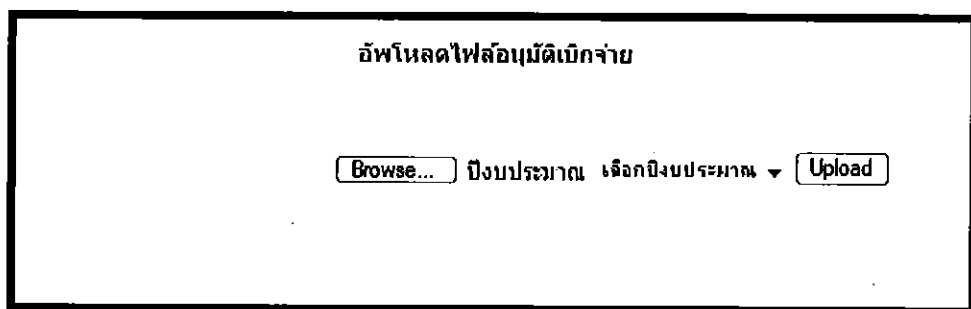 อัพโหลดไฟล์อนุมัติเบิกจ่าย
Browse... ปีงบประมาณ เลือกปีงบประมาณ Upload